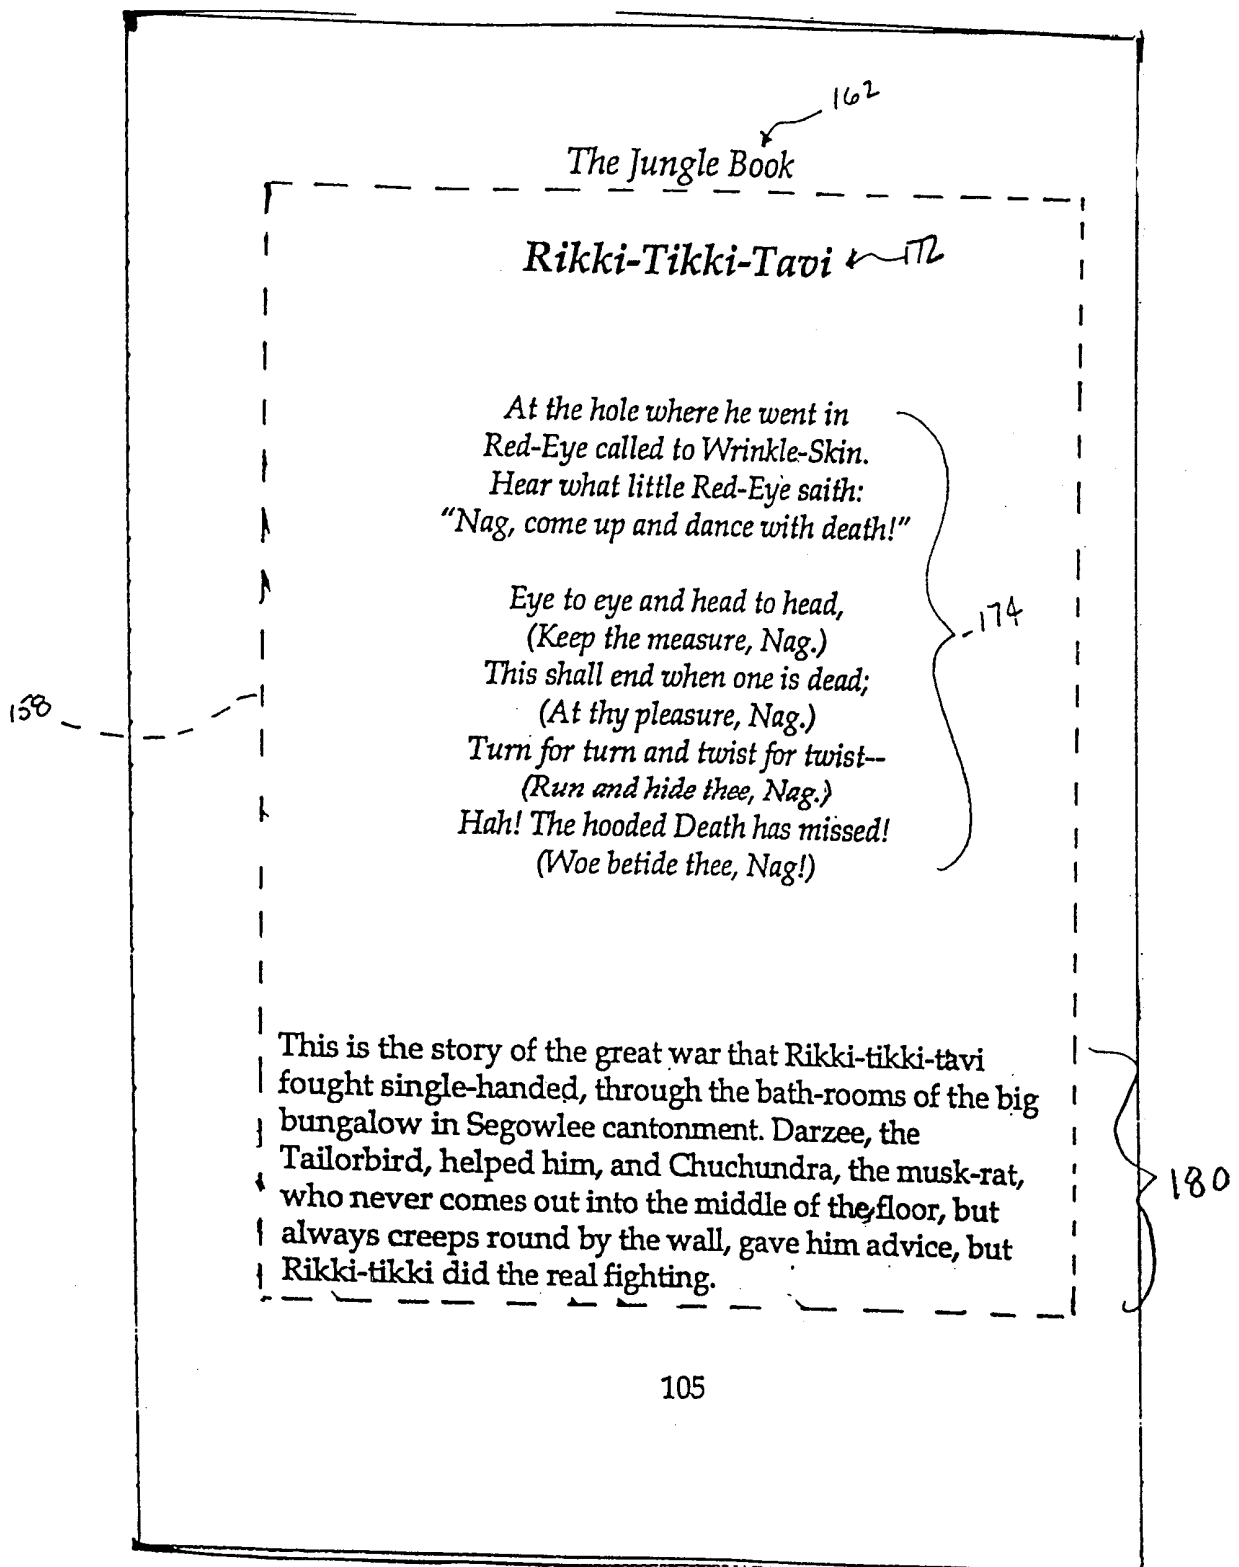 162
The Jungle Book
Rikki-Tikki-Tavi 172
At the hole where he went in
Red-Eye called to Wrinkle-Skin.
Hear what little Red-Eye saith:
“Nag, come up and dance with death!”
Eye to eye and head to head,
(Keep the measure, Nag.)
174
This shall end when one is dead;
158
(At thy pleasure, Nag.)
Turn for turn and twist for twist--
(Run and hide thee, Nag.)
Hah! The hooded Death has missed!
(Woe betide thee, Nag!)
This is the story of the great war that Rikki-tikki-tavi
fought single-handed, through the bath-rooms of the big
bungalow in Segowlee cantonment. Darzee, the
Tailorbird, helped him, and Chuchundra, the musk-rat,
180
who never comes out into the middle of the floor, but
always creeps round by the wall, gave him advice, but
Rikki-tikki did the real fighting.
105